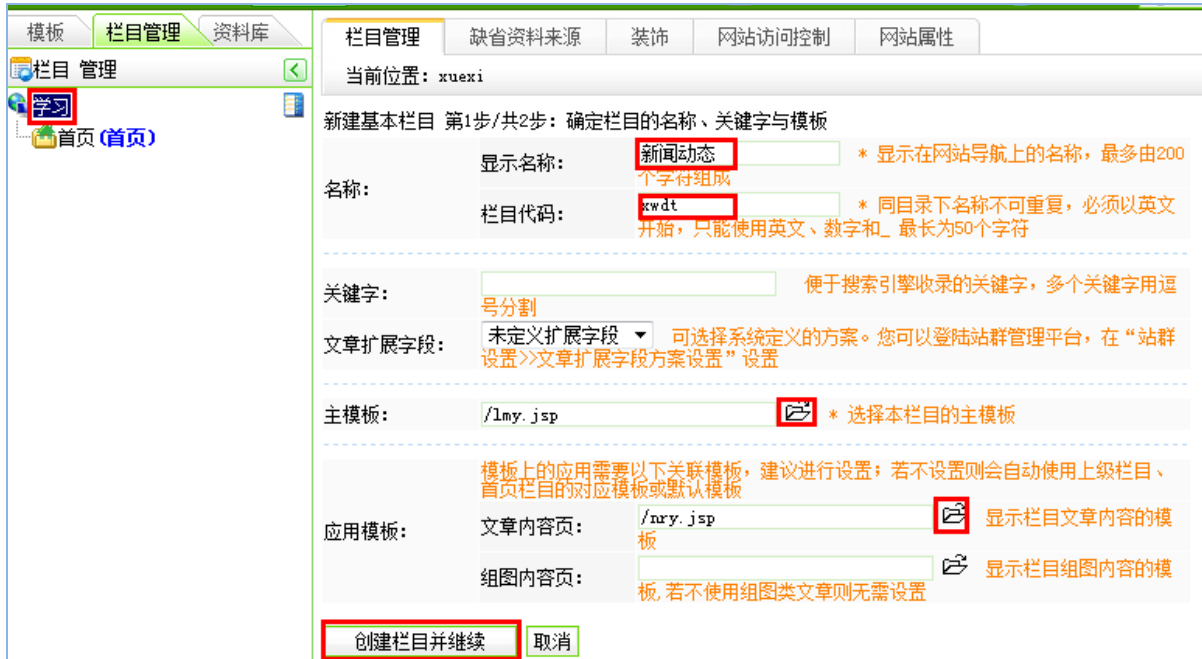 模板 栏目管理 资料库
栏目管理 缺省资料来源 装饰 网站访问控制 网站属性
栏目 管理
当前位置: xuexi
学习
首页(首页)
新建基本栏目 第1步/共2步: 确定栏目的名称、关键字与模板
名称:
显示名称: 新闻动态 * 显示在网站导航上的名称，最多由200
个字符组成
栏目代码: xwdt * 同目录下名称不可重复，必须以英文
开始，只能使用英文、数字和_ 最长为50个字符
关键字: 便于搜索引擎收录的关键字，多个关键字用逗
号分割
文章扩展字段: 未定义扩展字段 可选择系统定义的方案。您可以登陆站群管理平台，在“站群
设置>>文章扩展字段方案设置”设置
主模板: /lmy.jsp * 选择本栏目的主模板
应用模板:
模板上的应用需要以下关联模板，建议进行设置；若不设置则会自动使用上级栏目、
首页栏目的对应模板或默认模板
文章内容页: /nry.jsp 显示栏目文章内容的模
板
组图内容页: 显示栏目组图内容的模
板,若不使用组图类文章则无需设置
创建栏目并继续 取消